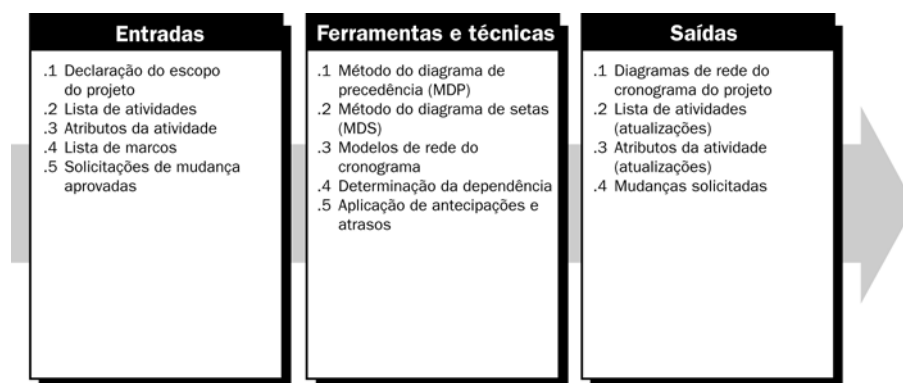 Entradas
.1 Declaração do escopo
do projeto
.2 Lista de atividades
.3 Atributos da atividade
.4 Lista de marcos
.5 Solicitações de mudança
aprovadas
Ferramentas e técnicas
.1 Método do diagrama de
precedência (MDP)
.2 Método do diagrama de setas
(MDS)
.3 Modelos de rede do
cronograma
.4 Determinação da dependência
.5 Aplicação de antecipações e
atrasos
Saídas
.1 Diagramas de rede do
cronograma do projeto
.2 Lista de atividades
(atualizações)
.3 Atributos da atividade
(atualizações)
.4 Mudanças solicitadas